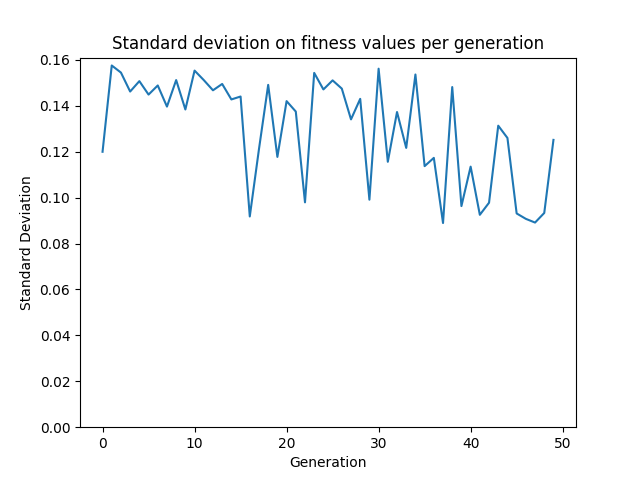 Standard deviation on fitness values per generation
0.16
0.14
0.12
0.10
0.08
0.06
0.04
0.02
0.00
Standard Deviation
0 10 20 30 40 50
Generation